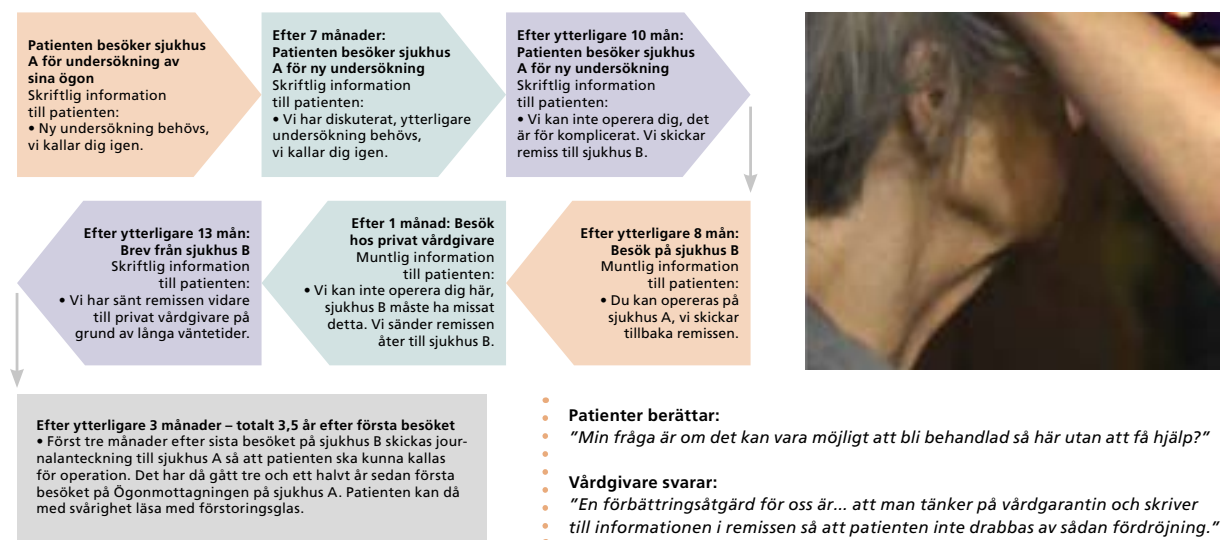 Patienten besöker sjukhus
A för undersökning av
sina ögon
Skriftlig information
till patienten:
• Ny undersökning behövs,
vi kallar dig igen.
Efter 7 månader:
Patienten besöker sjukhus
A för ny undersökning
Skriftlig information
till patienten:
• Vi har diskuterat, ytterligare
undersökning behövs,
vi kallar dig igen.
Efter ytterligare 10 mån:
Patienten besöker sjukhus
A för ny undersökning
Skriftlig information
till patienten:
• Vi kan inte operera dig, det
är för komplicerat. Vi skickar
remiss till sjukhus B.
Efter ytterligare 8 mån:
Besök på sjukhus B
Muntlig information
till patienten:
• Du kan opereras på
sjukhus A, vi skickar
tillbaka remissen.
Efter 1 månad: Besök
hos privat vårdgivare
Muntlig information
till patienten:
• Vi kan inte operera dig här,
sjukhus B måste ha missat
detta. Vi sänder remissen
åter till sjukhus B.
Efter ytterligare 13 mån:
Brev från sjukhus B
Skriftlig information
till patienten:
• Vi har sänt remissen vidare
till privat vårdgivare på
grund av långa väntetider.
Efter ytterligare 3 månader – totalt 3,5 år efter första besöket
• Först tre månader efter sista besöket på sjukhus B skickas jour-
nalanteckning till sjukhus A så att patienten ska kunna kallas
för operation. Det har då gått tre och ett halvt år sedan första
besöket på Ögonmottagningen på sjukhus A. Patienten kan då
med svårighet läsa med förstoringsglas.
Patienter berättar:
”Min fråga är om det kan vara möjligt att bli behandlad så här utan att få hjälp?”
Vårdgivare svarar:
”En förbättringsåtgärd för oss är... att man tänker på vårdgarantin och skriver
till informationen i remissen så att patienten inte drabbas av sådan fördröjning.”